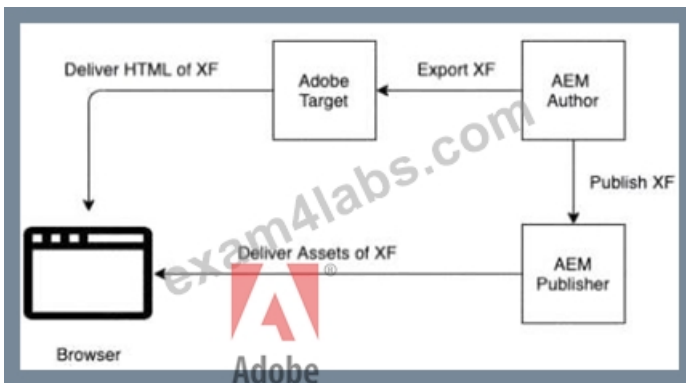 Deliver HTML of XF
Adobe
Target
Export XF
AEM
Author
Publish XF
exam4labs.com
Deliver Assets of XF
®
AEM
Publisher
Browser
Adobe